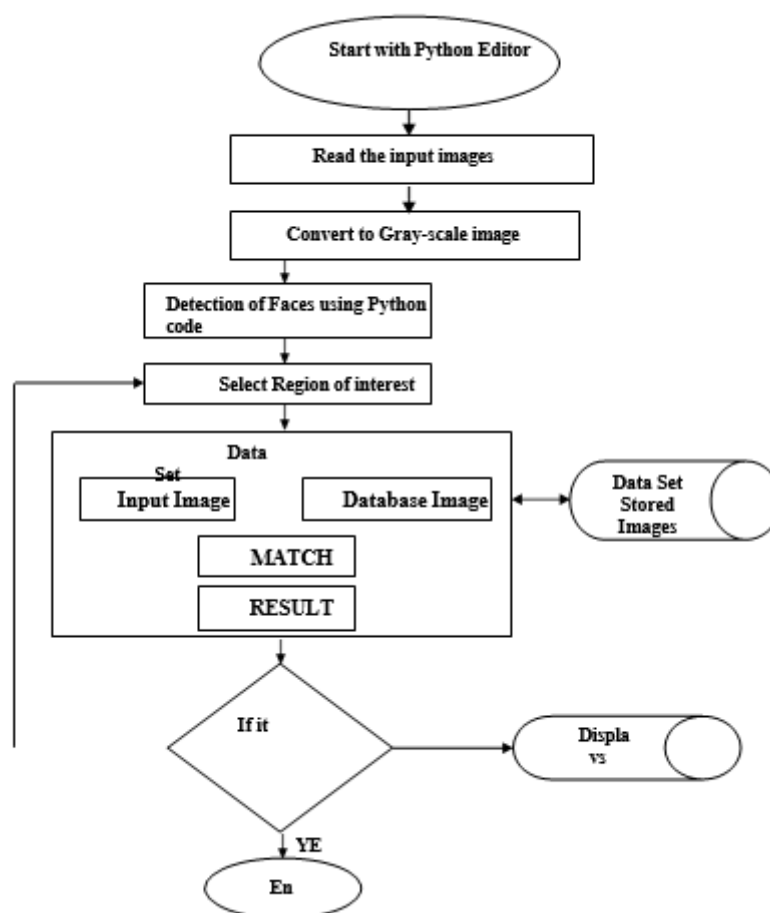 Start with Python Editor
Read the input images
Convert to Gray-scale image
Detection of Faces using Python
code
Select Region of interest
Data
Set
Input Image
Database Image
Data Set
Stored
Images
MATCH
RESULT
If it
Displa
vs
YE
En